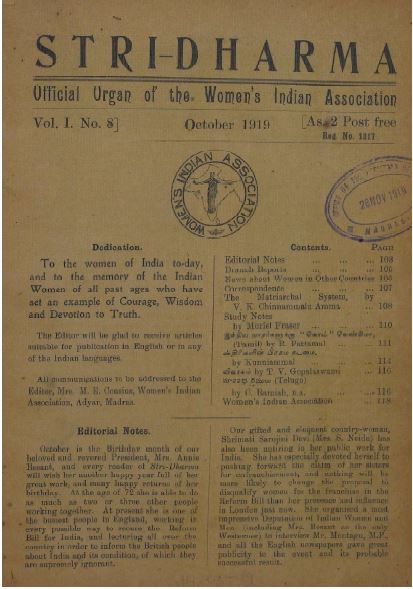 STRI-DHARMA
Official Organ of the Women's Indian Association
Vol. I. No. 8]
October 1919
[As. 2 Post free
Reg No. 1317
WOMEN'S INDIAN ASSOCIATION
26 NOV 1919
MADRAS
Dedication.
To the women of India to-day,
and to the memory of the Indian
Women of all past ages who have
set an example of Courage, Wisdom
and Devotion to Truth.
The Editor will be glad to receive articles
suitable for publication in English or in any
of the Indian languages.
All communications to be addressed to the
Editor, Mrs. M. E. Cousins, Women's Indian
Association, Adyar, Madras.
Contents. PAGE
Editorial Notes ... ... ... 103
Branch Reports ... ... ... 105
News about Women in Other Countries 106
Correspondence ... ... ... 107
The Matriarchal System, by
V. K. Chinnammalu Amma ... 108
Study Notes
by Muriel Fraser ... ... 110
(Tamil) by R. Pattamal ... ... 111
by Kunniammal ... ... 114
by T. V. Gopalaswami ... 116
(Telugu)
by C. Ramiah, B.A. ... ... 116
Women's Indian Association ... 118
Editorial Notes.
October is the Birthday month of our
beloved and revered President, Mrs. Annie
Besant, and every reader of Stri-Dharma
will wish her another happy year full of her
great work, and many happy returns of her
birthday. At the age of 72 she is able to do
as much as two or three other people
working together. At present she is one of
the busiest people in England, working in
every possible way to secure the Reform
Bill for India, and lecturing all over the
country in order to inform the British people
about India and its condition, of which they
are supremely ignorant.
Our gifted and eloquent country-woman,
Shrimati Sarojini Devi (Mrs. S. Naidu) has
also been untiring in her public work for
India. She has especially devoted herself to
pushing forward the claim of her sisters
for enfranchisement, and nothing will be
more likely to change the proposal to
disqualify women for the franchise in the
Reform Bill than her presence and influence
in London just now. She organised a most
impressive Deputation of Indian Women and
Men (including Mrs. Besant as the only
Westerner) to interview Mr. Montagu, M.P.,
and all the English newspapers gave great
publicity to the event and its probable
successful result.